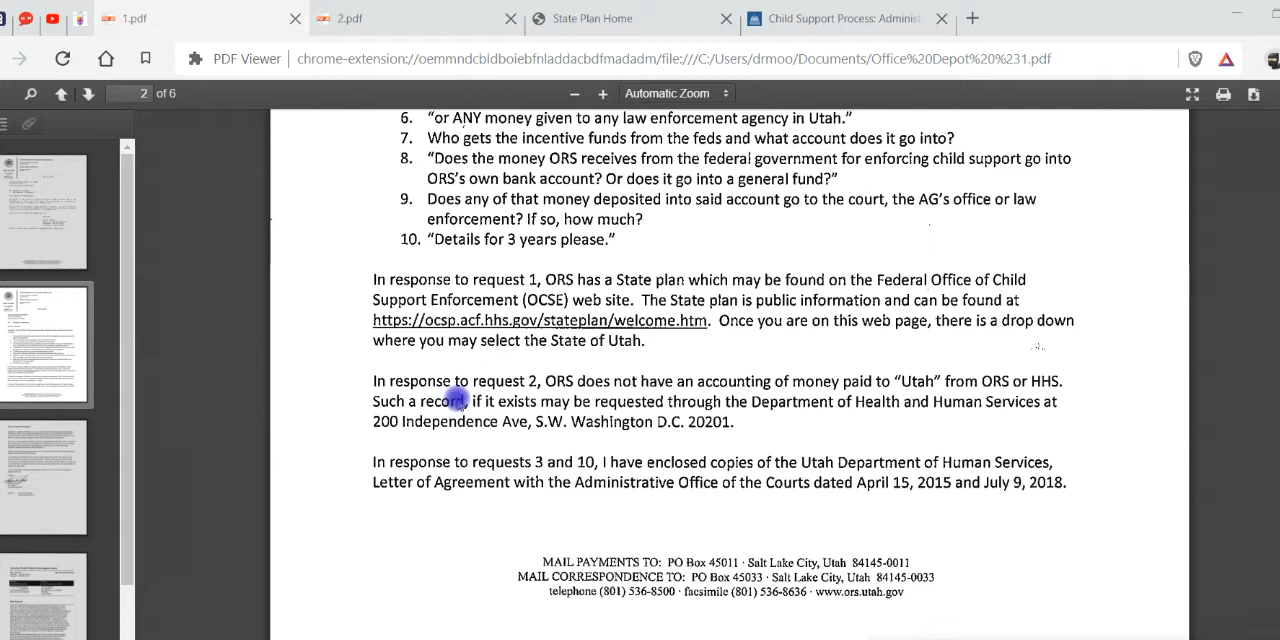 1.pdf
2.pdf
State Plan Home
Child Support Process: Administ
PDF Viewer
chrome-extension://oemmndcbldboiebfnladdacbdfmadadm/file:///C:/Users/drmoo/Documents/Office%20Depot%20%231.pdf
2 of 6
Automatic Zoom
6. “or ANY money given to any law enforcement agency in Utah.”
7. Who gets the incentive funds from the feds and what account does it go into?
8. “Does the money ORS receives from the federal government for enforcing child support go into
ORS's own bank account? Or does it go into general fund?”
9. Does any of that money deposited into said account go to the court, the AG’s office or law
enforcement? If so, how much?
10. “Details for 3 years please.”
In response to request 1, ORS has a State plan which may be found on the Federal Office of Child
Support Enforcement (OCSE) web site. The State Plan is public information and can be found at
https://ocse.acf.hhs.gov/stateplan/welcome.htm once you are on this web page, there is a drop down
where you may select the State of Utah.
In response to request 2, ORS does not have an accounting of money paid to “Utah” from ORS or HHS.
Such a record, if it exists may be requested through the Department of Health and Human Services at
200 Independence Ave, S.W. Washington D.C. 20201.
In response to requests 3 and 10, I have enclosed copies of the Utah Department of Human Services,
Letter of Agreement with the Administrative Office of the Courts dated April 15, 2015 and July 9, 2018.
MAIL PAYMENTS TO: PO Box 45011 · Salt Lake City, Utah 84145-0011
MAIL CORRESPONDENCE TO: PO Box 45033 · Salt Lake City, Utah 84145-0033
telephone (801) 536-8500 · facsimile (801) 536-8636 · www.ors.utah.gov